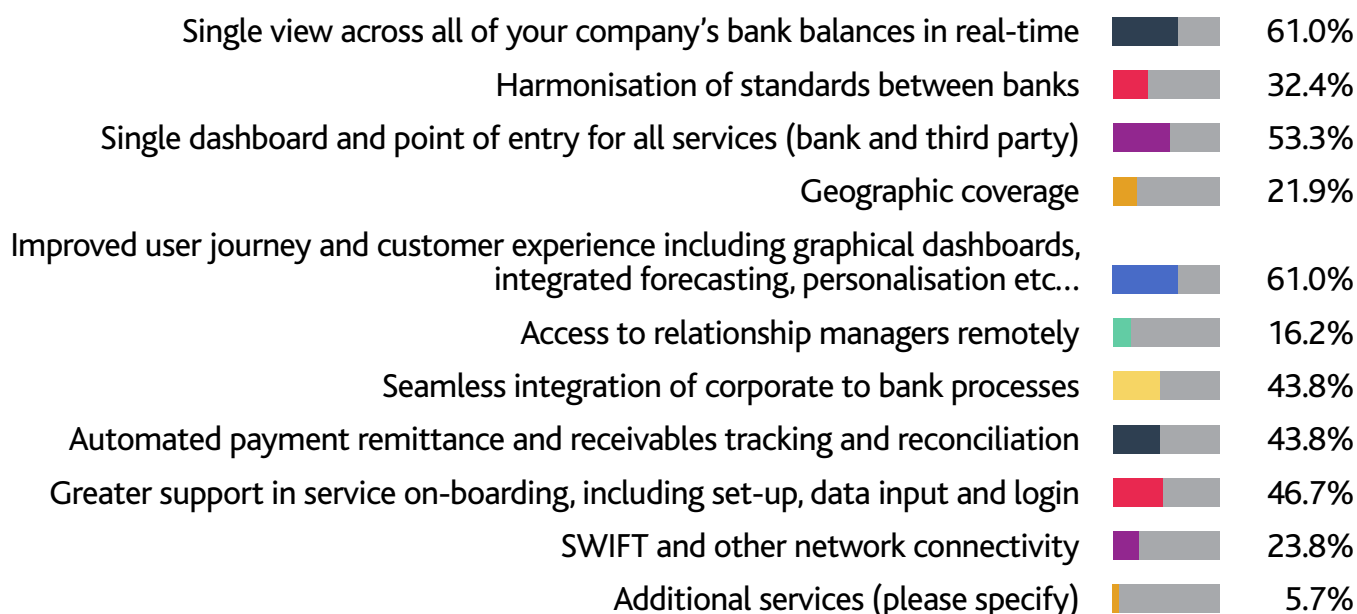 Single view across all of your company’s bank balances in real-time 61.0%
Harmonisation of standards between banks 32.4%
Single dashboard and point of entry for all services (bank and third party) 53.3%
Geographic coverage 21.9%
Improved user journey and customer experience including graphical dashboards,
integrated forecasting, personalisation etc... 61.0%
Access to relationship managers remotely 16.2%
Seamless integration of corporate to bank processes 43.8%
Automated payment remittance and receivables tracking and reconciliation 43.8%
Greater support in service on-boarding, including set-up, data input and login 46.7%
SWIFT and other network connectivity 23.8%
Additional services (please specify) 5.7%